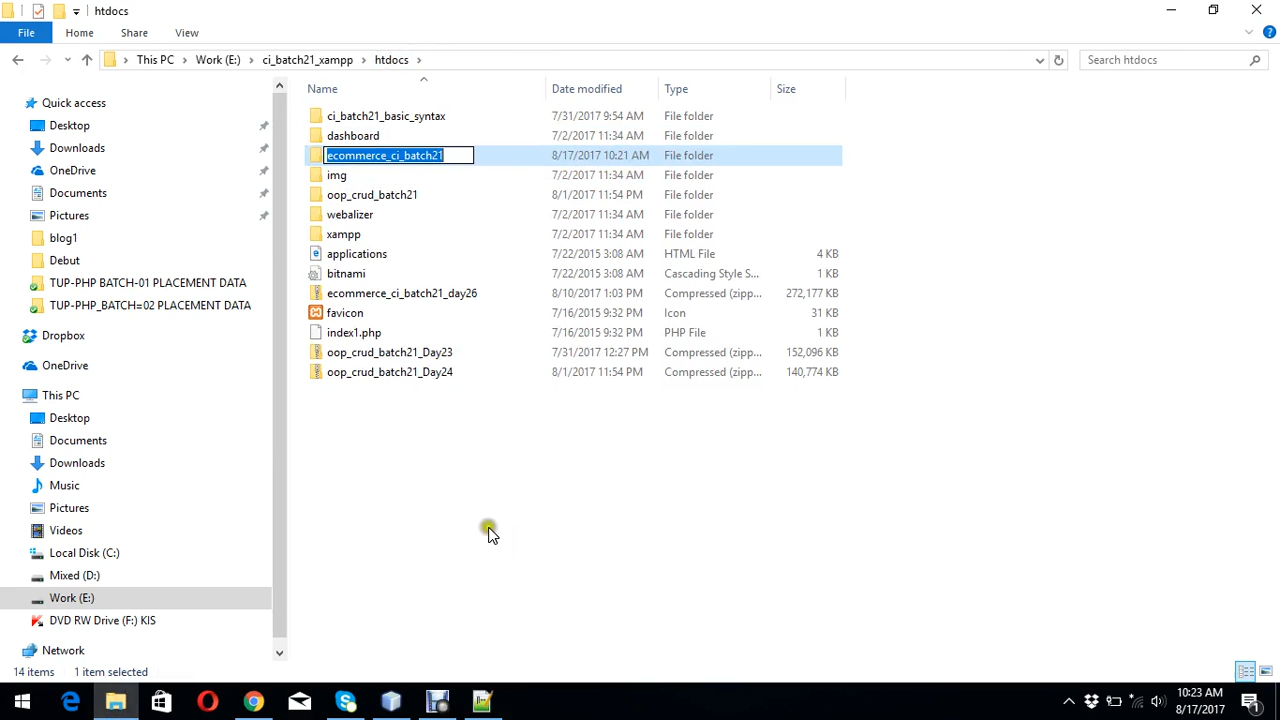 htdocs
File Home Share View
This PC Work (E:) ci_batch21_xampp htdocs Search htdocs
Name Date modified Type Size
Quick access
Desktop
Downloads
OneDrive
Documents
Pictures
blog1
Debut
TUP-PHP BATCH-01 PLACEMENT DATA
TUP-PHP_BATCH=02 PLACEMENT DATA
Dropbox
OneDrive
This PC
Desktop
Documents
Downloads
Music
Pictures
Videos
Local Disk (C:)
Mixed (D:)
Work (E:)
DVD RW Drive (F:) KIS
Network
ci_batch21_basic_syntax 7/31/2017 9:54 AM File folder
dashboard 7/2/2017 11:34 AM File folder
ecommerce_ci_batch21 8/17/2017 10:21 AM File folder
img 7/2/2017 11:34 AM File folder
oop_crud_batch21 8/1/2017 11:54 PM File folder
webalizer 7/2/2017 11:34 AM File folder
xampp 7/2/2017 11:34 AM File folder
applications 7/22/2015 3:08 AM HTML File 4 KB
bitnami 7/22/2015 3:08 AM Cascading Style S... 1 KB
ecommerce_ci_batch21_day26 8/10/2017 1:03 PM Compressed (zipp... 272,177 KB
favicon 7/16/2015 9:32 PM Icon 31 KB
index1.php 7/16/2015 9:32 PM PHP File 1 KB
oop_crud_batch21_Day23 7/31/2017 12:27 PM Compressed (zipp... 152,096 KB
oop_crud_batch21_Day24 8/1/2017 11:54 PM Compressed (zipp... 140,774 KB
14 items 1 item selected
10:23 AM
8/17/2017